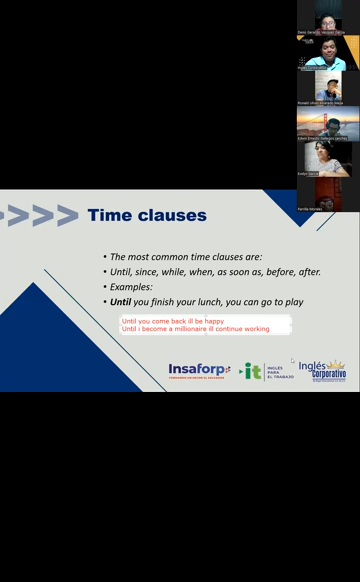 >>>> Time clauses
• The most common time clauses are:
• Until, since, while, when, as soon as, before, after.
• Examples:
• Until you finish your lunch, you can go to play
Until you come back ill be happy
Until i become a millionaire ill continue working
Insaforp
it
INGLÉS
PARA
EL TRABAJO
Inglés
Corporativo